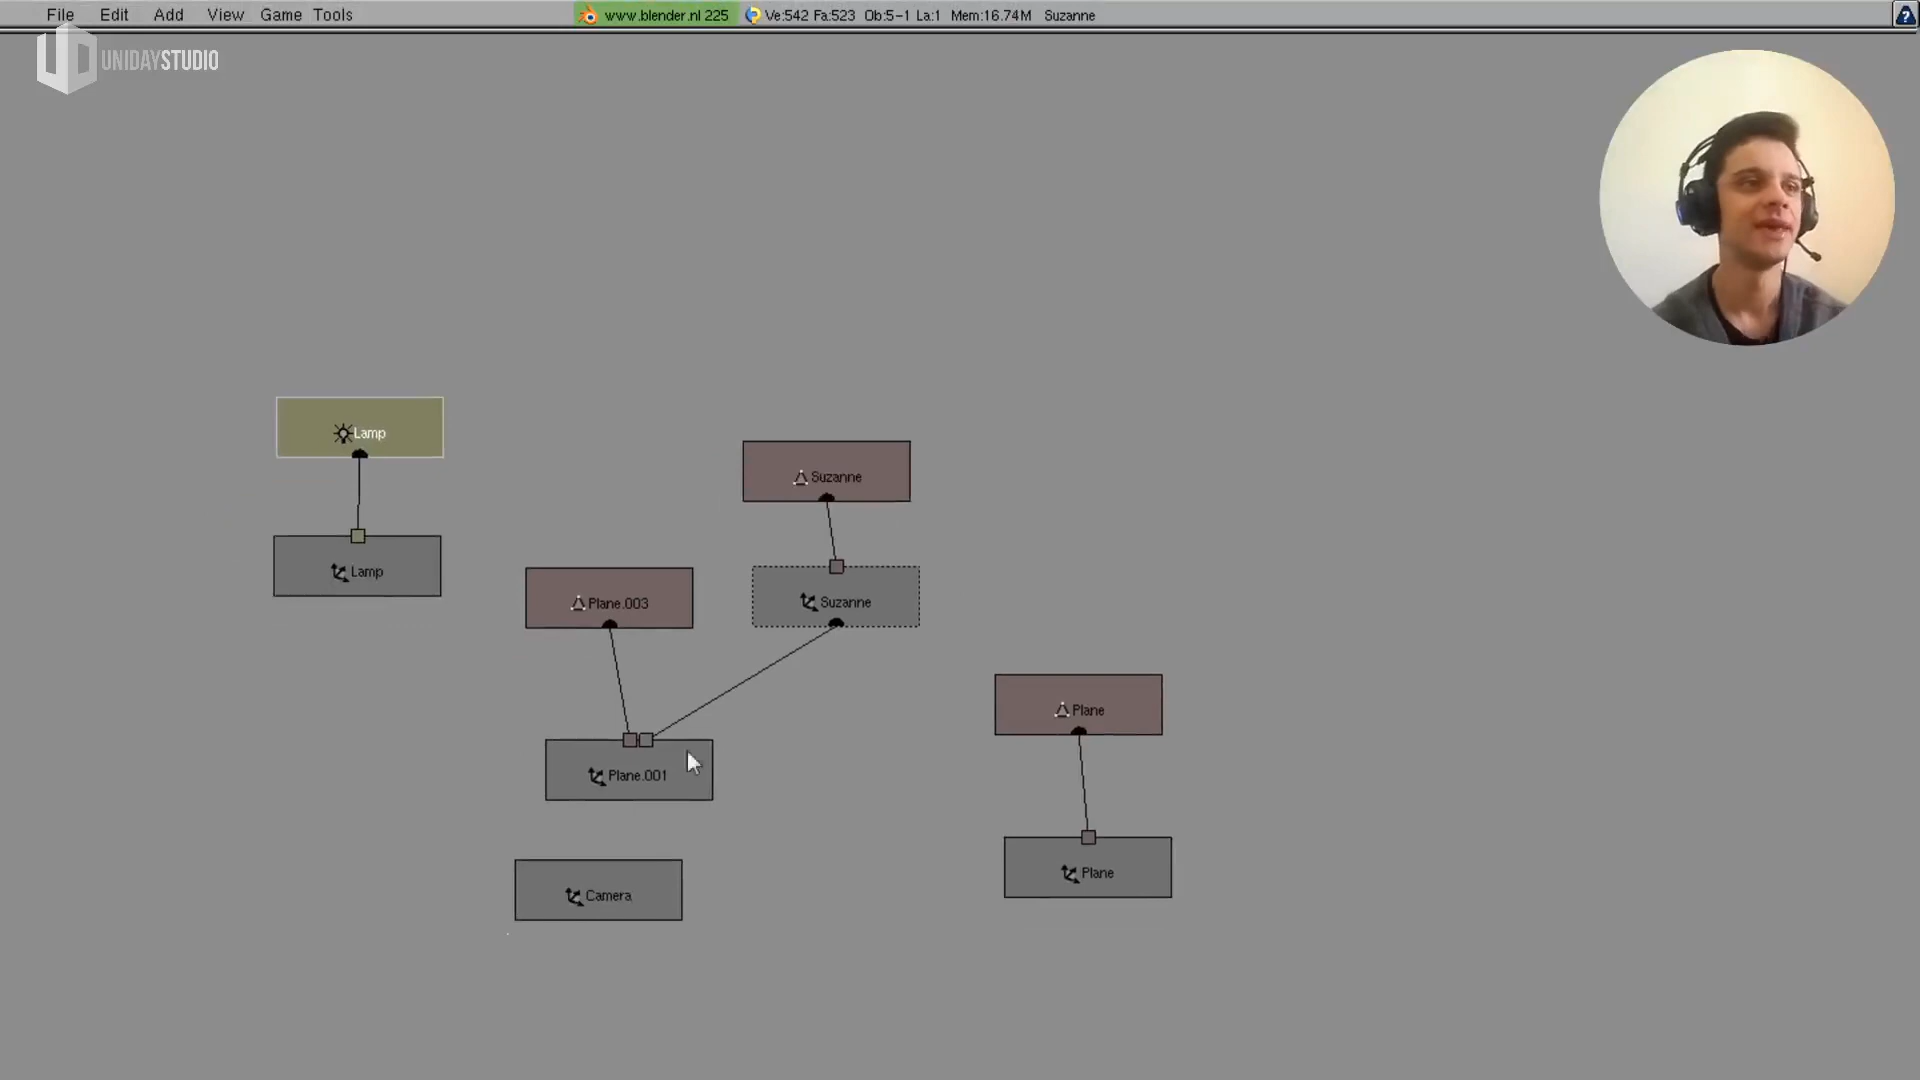 File Edit Add View Game Tools
www.blender.nl 225
Ve:542 Fa:523 Ob:5-1 La:1 Mem:16.74M Suzanne
?
UNIDAYSTUDIO
Lamp
Suzanne
Lamp
Plane.003
Suzanne
Plane
Plane.001
Plane
Camera